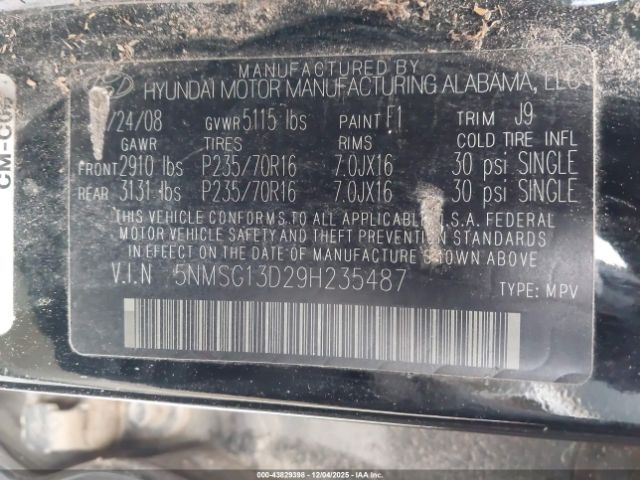 MANUFACTURED BY
HYUNDAI MOTOR MANUFACTURING ALABAMA, LLC
/24/08 GVWR 5115 lbs PAINT F1 TRIM J9
GAWR TIRES RIMS COLD TIRE INFL
FRONT 2910 lbs P235/70R16 7.0JX16 30 psi SINGLE
REAR 3131 lbs P235/70R16 7.0JX16 30 psi SINGLE
THIS VEHICLE CONFORMS TO ALL APPLICABLE U.S.A. FEDERAL
MOTOR VEHICLE SAFETY AND THEFT PREVENTION STANDARDS
IN EFFECT ON THE DATE OF MANUFACTURE SHOWN ABOVE.
V.I.N 5NMSG13D29H235487 TYPE: MPV
000-43829398 - 12/04/2025 - IAA, Inc.